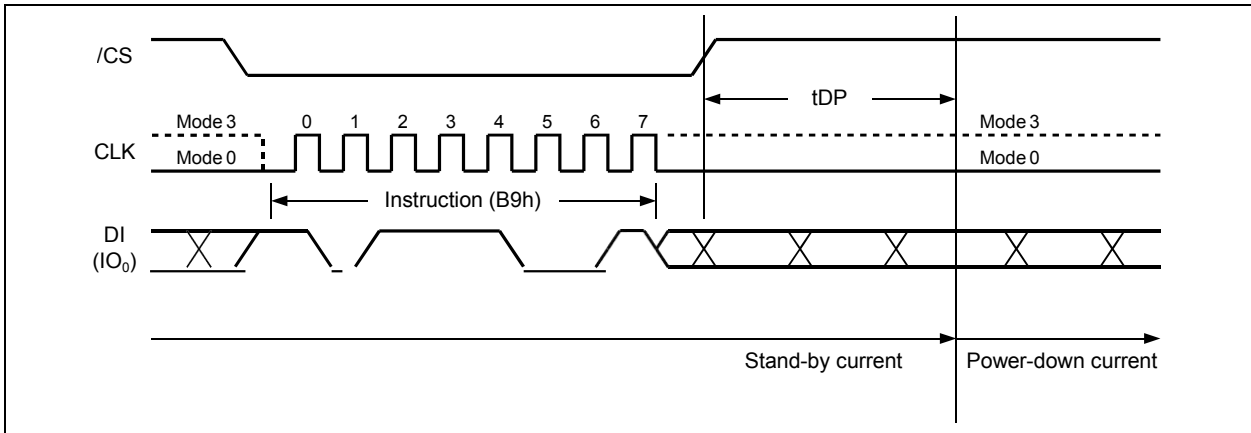 /CS
tDP
Mode 3 0 1 2 3 4 5 6 7 Mode 3
CLK
Mode 0 Mode 0
Instruction (B9h)
DI
(IO₀)
Stand-by current Power-down current